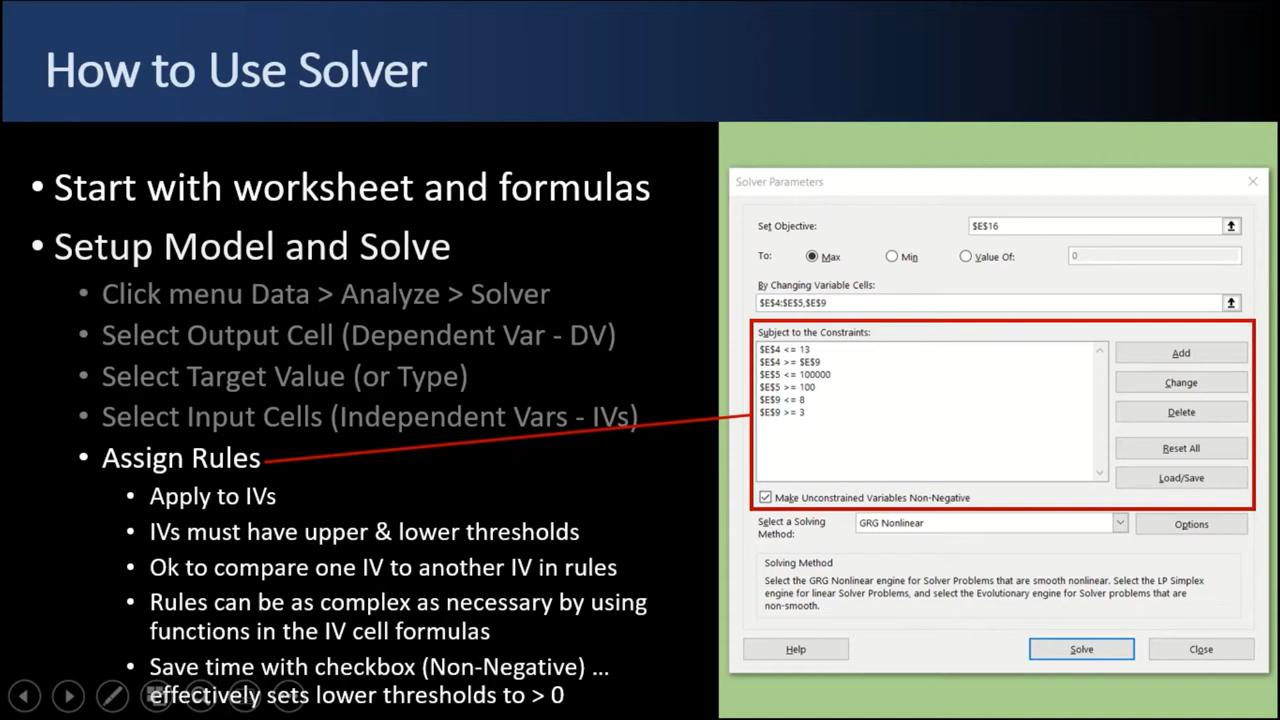 How to Use Solver
• Start with worksheet and formulas
• Setup Model and Solve
• Click menu Data > Analyze > Solver
• Select Output Cell (Dependent Var - DV)
• Select Target Value (or Type)
• Select Input Cells (Independent Vars - IVs)
• Assign Rules
• Apply to IVs
• IVs must have upper & lower thresholds
• Ok to compare one IV to another IV in rules
• Rules can be as complex as necessary by using
functions in the IV cell formulas
• Save time with checkbox (Non-Negative) ...
effectively sets lower thresholds to > 0
Solver Parameters
Set Objective:
$E$16
To:
Max
Min
Value Of:
0
By Changing Variable Cells:
$E$4:$E$5,$E$9
Subject to the Constraints:
$E$4 <= 13
$E$4 >= $E$9
$E$5 <= 100000
$E$5 >= 100
$E$9 <= 8
$E$9 >= 3
Add
Change
Delete
Reset All
Load/Save
Make Unconstrained Variables Non-Negative
Select a Solving
Method:
GRG Nonlinear
Options
Solving Method
Select the GRG Nonlinear engine for Solver Problems that are smooth nonlinear. Select the LP Simplex
engine for linear Solver Problems, and select the Evolutionary engine for Solver problems that are
non-smooth.
Help
Solve
Close